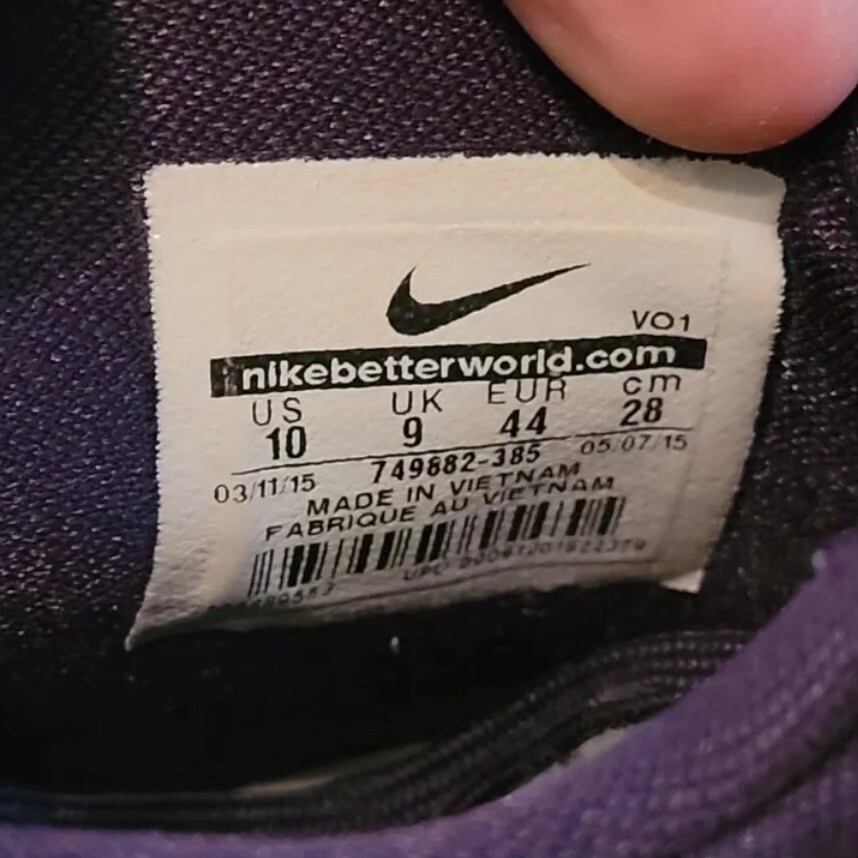 VO1
nikebetterworld.com
US UK EUR cm
10 9 44 28
03/11/15 749882-385 05/07/15
MADE IN VIETNAM
FABRIQUE AU VIETNAM
UPC